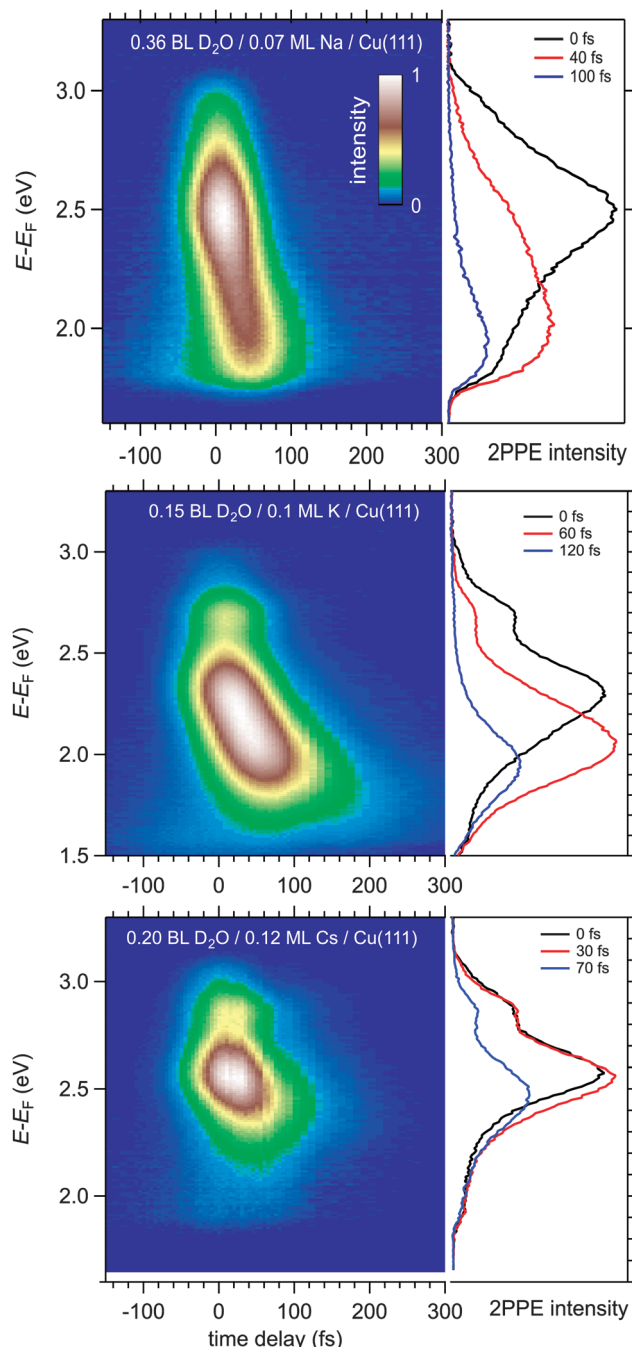 0.36 BL D₂O / 0.07 ML Na / Cu(111)
1
intensity
0
0 fs
40 fs
100 fs
3.0
2.5
2.0
E-E_F (eV)
-100 0 100 200 300
2PPE intensity
0.15 BL D₂O / 0.1 ML K / Cu(111)
0 fs
60 fs
120 fs
3.0
2.5
2.0
1.5
E-E_F (eV)
-100 0 100 200 300
0.20 BL D₂O / 0.12 ML Cs / Cu(111)
0 fs
30 fs
70 fs
3.0
2.5
2.0
E-E_F (eV)
-100 0 100 200 300
time delay (fs)
2PPE intensity